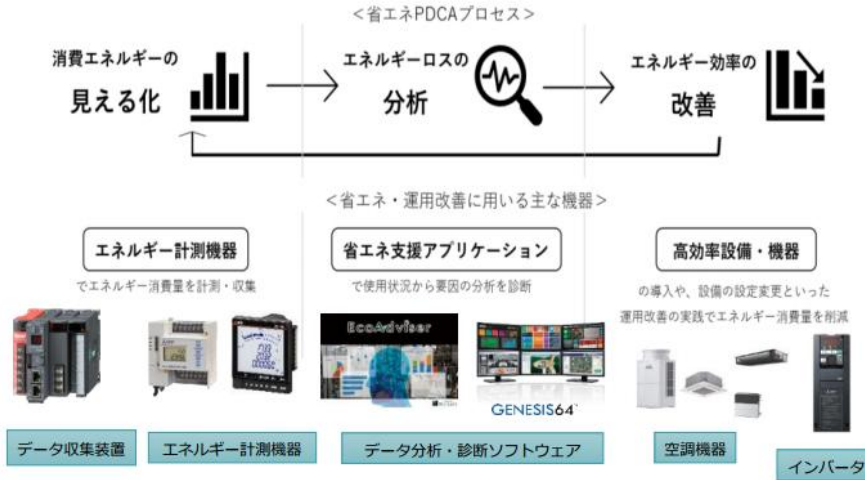 ＜省エネPDCAプロセス＞
消費エネルギーの
見える化
エネルギーロスの
分析
エネルギー効率の
改善
＜省エネ・運用改善に用いる主な機器＞
エネルギー計測機器
でエネルギー消費量を計測・収集
省エネ支援アプリケーション
で使用状況から要因の分析を診断
高効率設備・機器
の導入や、設備の設定変更といった
運用改善の実践でエネルギー消費量を削減
EcoAdviser
GENESIS64
データ収集装置
エネルギー計測機器
データ分析・診断ソフトウェア
空調機器
インバータ